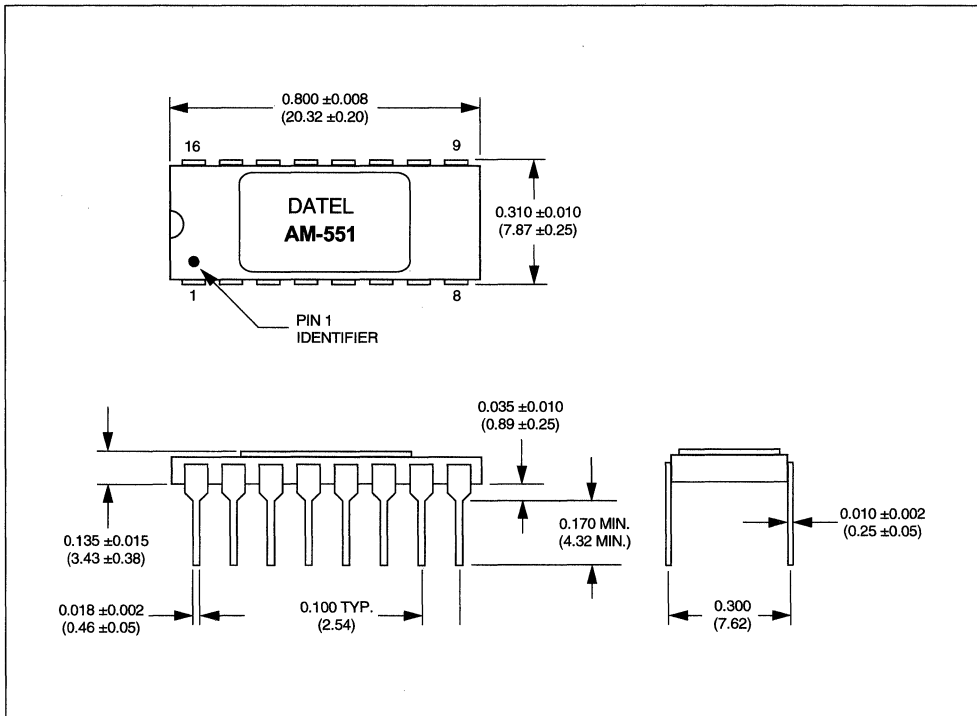 0.800 ±0.008
(20.32 ±0.20)
16
9
DATEL
AM-551
0.310 ±0.010
(7.87 ±0.25)
1
8
PIN 1
IDENTIFIER
0.035 ±0.010
(0.89 ±0.25)
0.135 ±0.015
(3.43 ±0.38)
0.170 MIN.
(4.32 MIN.)
0.010 ±0.002
(0.25 ±0.05)
0.018 ±0.002
(0.46 ±0.05)
0.100 TYP.
(2.54)
0.300
(7.62)